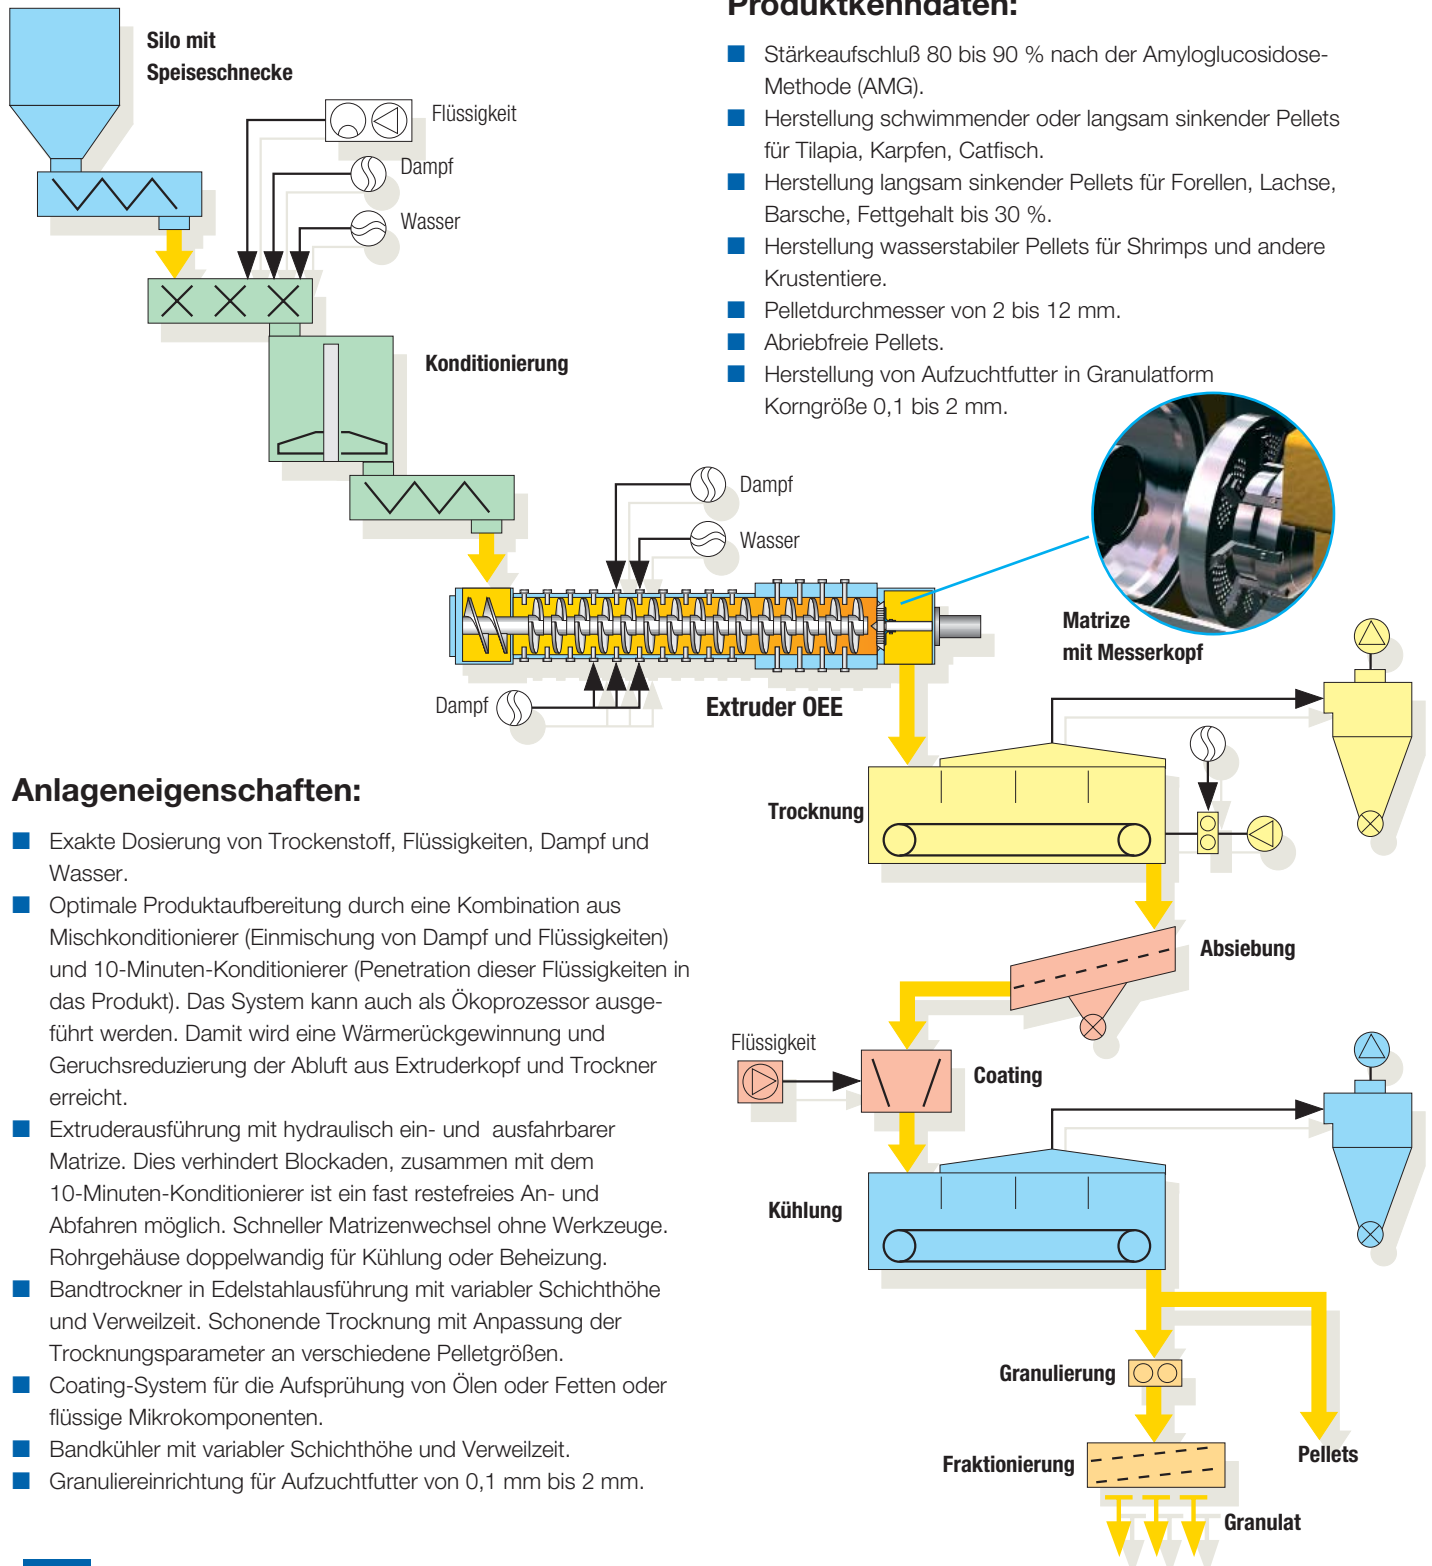 Produktkenndaten:
Stärkeaufschluß 80 bis 90 % nach der Amyloglucosidose-
Methode (AMG).
Herstellung schwimmender oder langsam sinkender Pellets
für Tilapia, Karpfen, Catfisch.
Herstellung langsam sinkender Pellets für Forellen, Lachse,
Barsche, Fettgehalt bis 30 %.
Herstellung wasserstabiler Pellets für Shrimps und andere
Krustentiere.
Pelletdurchmesser von 2 bis 12 mm.
Abriebfreie Pellets.
Herstellung von Aufzuchtfutter in Granulatform
Korngröße 0,1 bis 2 mm.
Silo mit
Speiseschnecke
Flüssigkeit
Dampf
Wasser
Konditionierung
Dampf
Wasser
Dampf
Extruder OEE
Matrize
mit Messerkopf
Trocknung
Absiebung
Flüssigkeit
Coating
Kühlung
Granulierung
Fraktionierung
Pellets
Granulat
Anlageneigenschaften:
Exakte Dosierung von Trockenstoff, Flüssigkeiten, Dampf und
Wasser.
Optimale Produktaufbereitung durch eine Kombination aus
Mischkonditionierer (Einmischung von Dampf und Flüssigkeiten)
und 10-Minuten-Konditionierer (Penetration dieser Flüssigkeiten in
das Produkt). Das System kann auch als Ökoprozessor ausge-
führt werden. Damit wird eine Wärmerückgewinnung und
Geruchsreduzierung der Abluft aus Extruderkopf und Trockner
erreicht.
Extruderausführung mit hydraulisch ein- und ausfahrbarer
Matrize. Dies verhindert Blockaden, zusammen mit dem
10-Minuten-Konditionierer ist ein fast restefreies An- und
Abfahren möglich. Schneller Matrizenwechsel ohne Werkzeuge.
Rohrgehäuse doppelwandig für Kühlung oder Beheizung.
Bandtrockner in Edelstahlausführung mit variabler Schichthöhe
und Verweilzeit. Schonende Trocknung mit Anpassung der
Trocknungsparameter an verschiedene Pelletgrößen.
Coating-System für die Aufsprühung von Ölen oder Fetten oder
flüssige Mikrokomponenten.
Bandkühler mit variabler Schichthöhe und Verweilzeit.
Granuliereinrichtung für Aufzuchtfutter von 0,1 mm bis 2 mm.